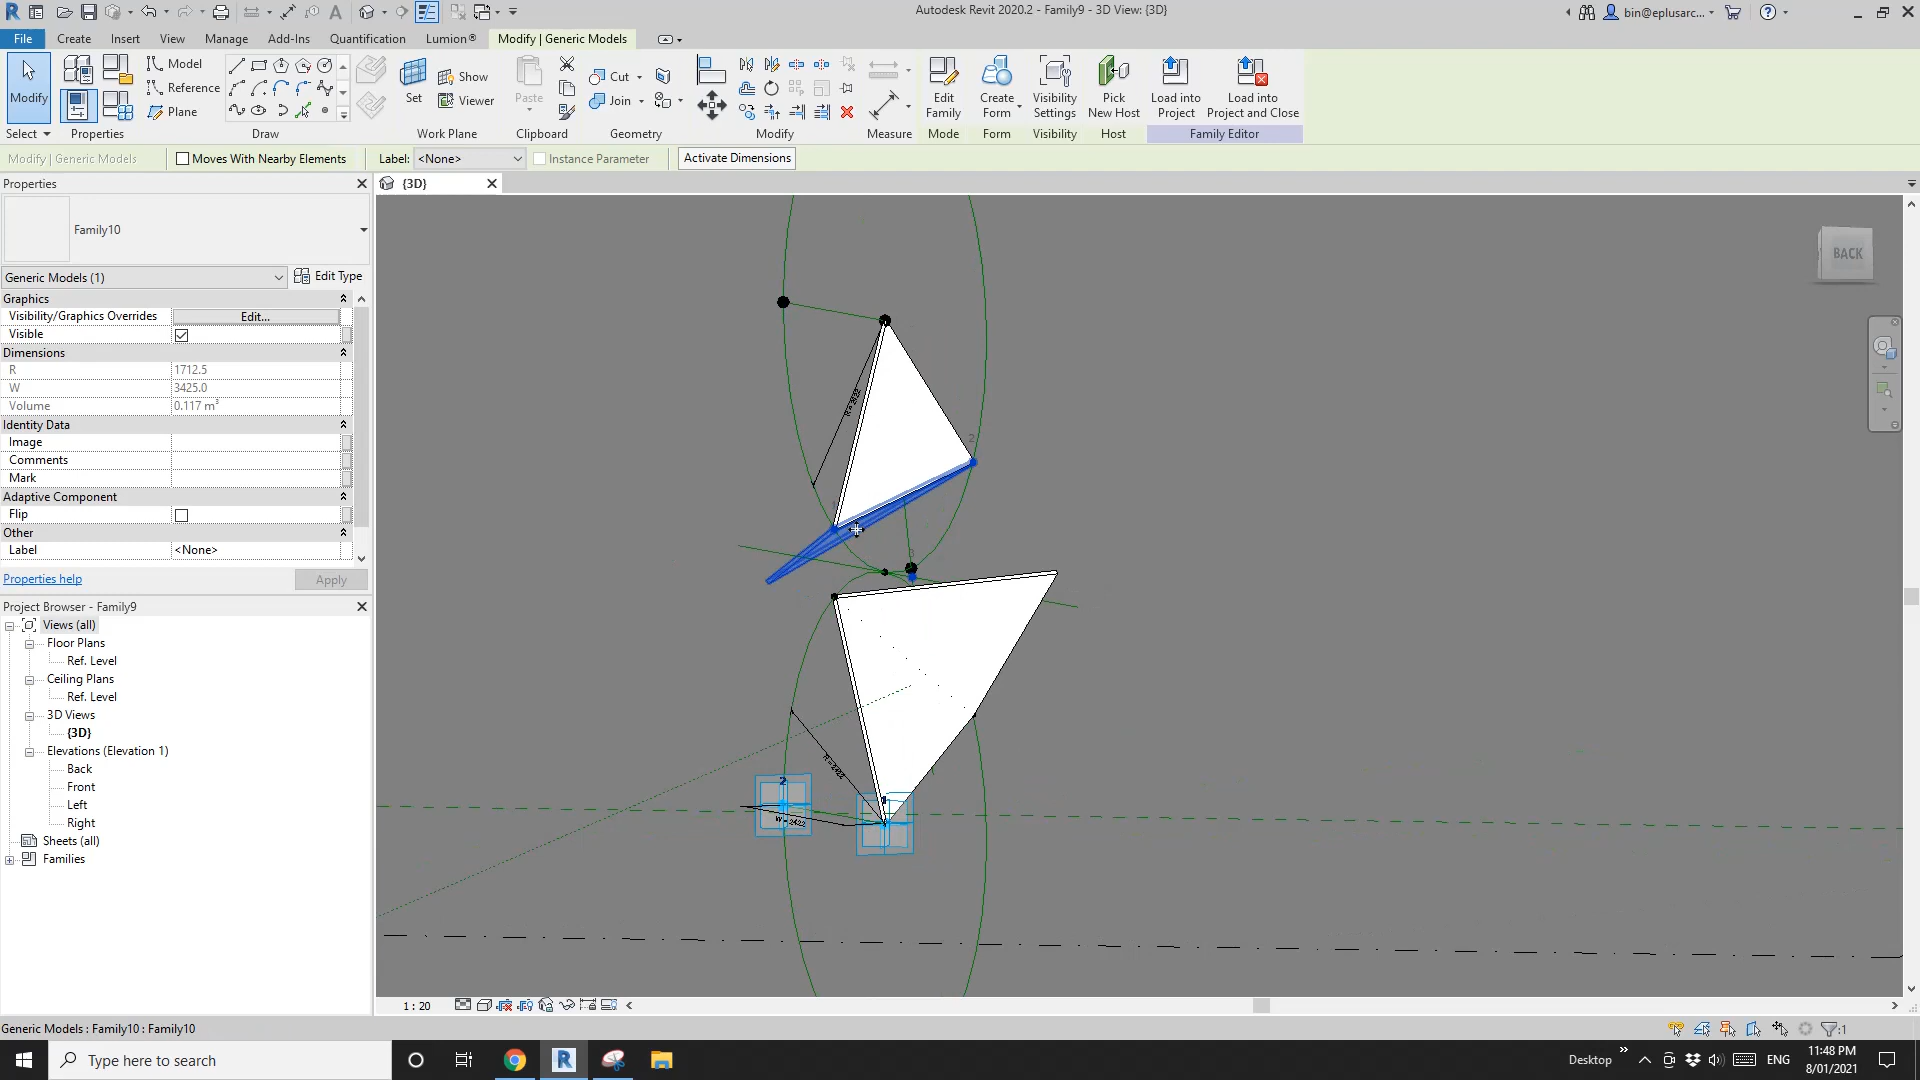 Autodesk Revit 2020.2 - Family9 - 3D View: {3D}
bin@eplusarc...
File Create Insert View Manage Add-Ins Quantification Lumion® Modify | Generic Models
Modify
Model
Reference
Plane
Set
Show
Viewer
Paste
Cut
Join
Edit Family
Create Form
Visibility Settings
Pick New Host
Load into Project
Load into Project and Close
Select Properties Draw Work Plane Clipboard Geometry Modify Measure Mode Form Visibility Host Family Editor
Modify | Generic Models
Moves With Nearby Elements
Label: <None>
Instance Parameter
Activate Dimensions
Properties
{3D}
Family10
Generic Models (1)
Edit Type
Graphics
Visibility/Graphics Overrides Edit...
Visible
Dimensions
R 1712.5
W 3425.0
Volume 0.117 m³
Identity Data
Image
Comments
Mark
Adaptive Component
Flip
Other
Label <None>
Properties help
Apply
Project Browser - Family9
Views (all)
Floor Plans
Ref. Level
Ceiling Plans
Ref. Level
3D Views
{3D}
Elevations (Elevation 1)
Back
Front
Left
Right
Sheets (all)
Families
BACK
2
3
R = 2422
2
1
W = 2422
1 : 20
Generic Models : Family10 : Family10
:1
Type here to search
Desktop
ENG
11:48 PM
8/01/2021